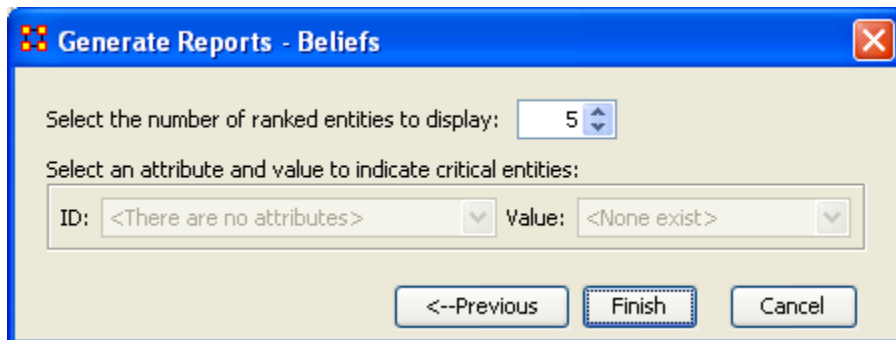 Generate Reports - Beliefs
Select the number of ranked entities to display: 5
Select an attribute and value to indicate critical entities:
ID: <There are no attributes> Value: <None exist>
<--Previous Finish Cancel